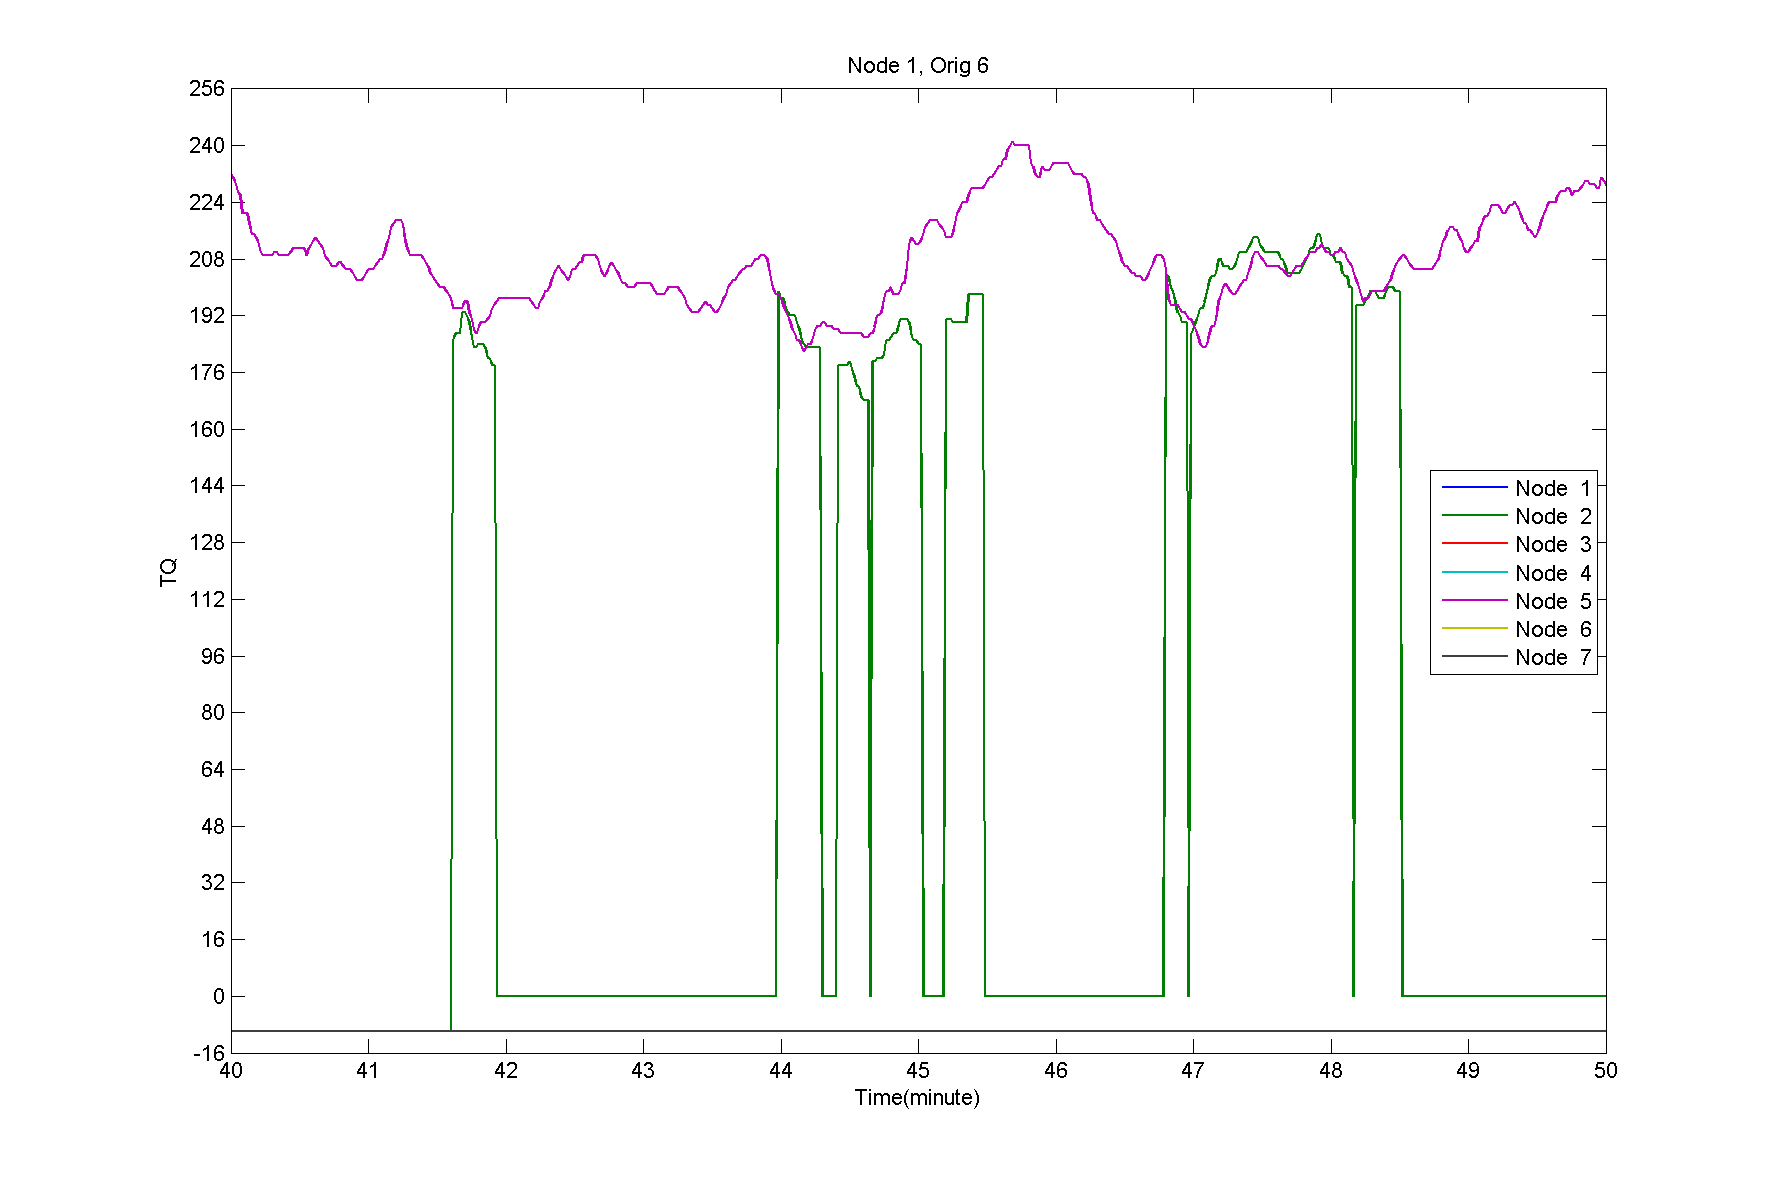 Node 1, Orig 6
256
240
224
208
192
176
160
144
128
112
96
80
64
48
32
16
0
-16
TQ
40 41 42 43 44 45 46 47 48 49 50
Time(minute)
Node 1
Node 2
Node 3
Node 4
Node 5
Node 6
Node 7